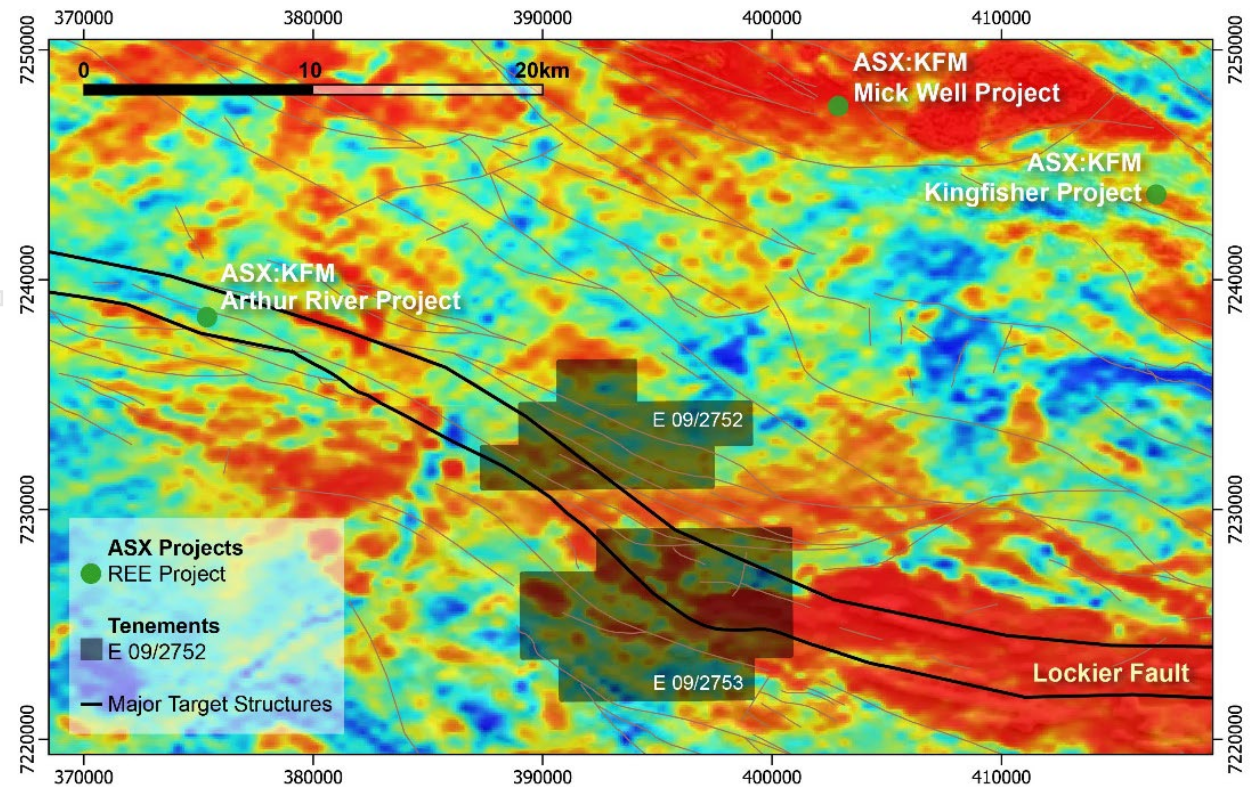 370000 380000 390000 400000 410000
7250000
7250000
0 10 20km
ASX:KFM
Mick Well Project
ASX:KFM
Kingfisher Project
7240000
7240000
ASX:KFM
Arthur River Project
E 09/2752
7230000
7230000
ASX Projects
REE Project
Tenements
E 09/2752
Major Target Structures
Lockier Fault
E 09/2753
7220000
7220000
370000 380000 390000 400000 410000